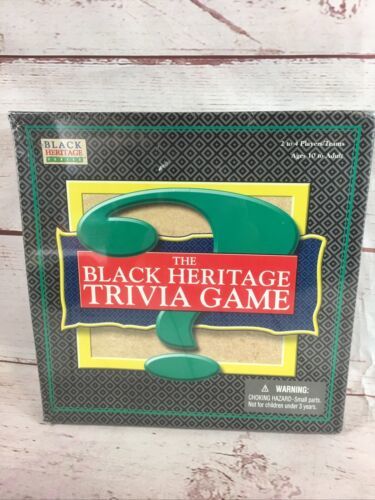 BLACK
HERITAGE
2 to 4 Players/Teams
Ages 10 to Adult
THE
BLACK HERITAGE
TRIVIA GAME
WARNING:
CHOKING HAZARD-Small parts.
Not for children under 3 years.